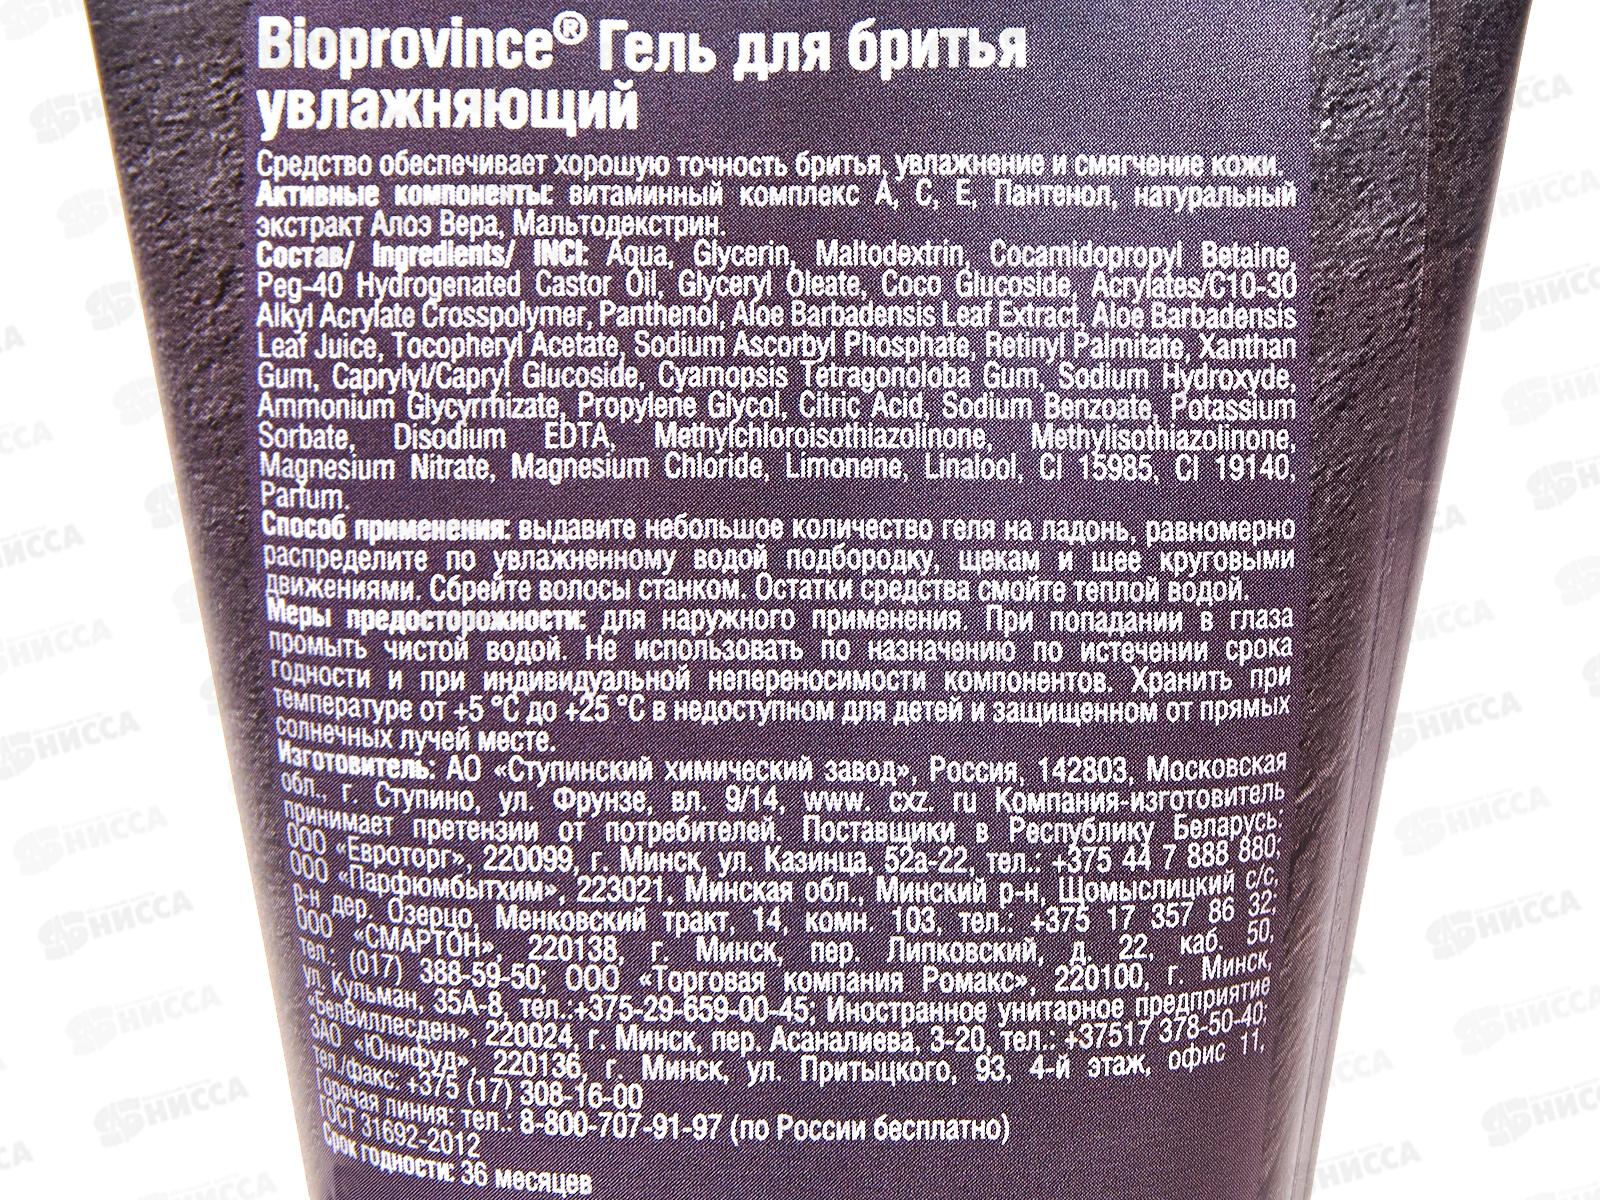 Bioprovince® Гель для бритья
увлажняющий
Средство обеспечивает хорошую точность бритья, увлажнение и смягчение кожи.
Активные компоненты: витаминный комплекс А, С, Е, Пантенол, натуральный
экстракт Алоэ Вера, Мальтодекстрин.
Состав/ Ingredients/ INCI: Aqua, Glycerin, Maltodextrin, Cocamidopropyl Betaine,
Peg-40 Hydrogenated Castor Oil, Glyceryl Oleate, Coco Glucoside, Acrylates/C10-30
Alkyl Acrylate Crosspolymer, Panthenol, Aloe Barbadensis Leaf Extract, Aloe Barbadensis
Leaf Juice, Tocopheryl Acetate, Sodium Ascorbyl Phosphate, Retinyl Palmitate, Xanthan
Gum, Caprylyl/Capryl Glucoside, Cyamopsis Tetragonoloba Gum, Sodium Hydroxyde,
Ammonium Glycyrrhizate, Propylene Glycol, Citric Acid, Sodium Benzoate, Potassium
Sorbate, Disodium EDTA, Methylchloroisothiazolinone, Methylisothiazolinone,
Magnesium Nitrate, Magnesium Chloride, Limonene, Linalool, CI 15985, CI 19140,
Parfum.
Способ применения: выдавите небольшое количество геля на ладонь, равномерно
распределите по увлажненному водой подбородку, щекам и шее круговыми
движениями. Сбрейте волосы станком. Остатки средства смойте теплой водой.
Меры предосторожности: для наружного применения. При попадании в глаза
промыть чистой водой. Не использовать по назначению по истечении срока
годности и при индивидуальной непереносимости компонентов. Хранить при
температуре от +5 °С до +25 °С в недоступном для детей и защищенном от прямых
солнечных лучей месте.
Изготовитель: АО «Ступинский химический завод», Россия, 142803, Московская
обл., г. Ступино, ул. Фрунзе, вл. 9/14, www. cxz. ru Компания-изготовитель
принимает претензии от потребителей. Поставщики в Республику Беларусь:
ООО «Евроторг», 220099, г. Минск, ул. Казинца, 52а-22, тел.: +375 44 7 888 880;
ООО «Парфюмбытхим», 223021, Минская обл., Минский р-н, Щомыслицкий с/с,
р-н дер. Озерцо, Менковский тракт, 14, комн. 103, тел.: +375 17 357 86 32;
ООО «СМАРТОН», 220138, г. Минск, пер. Липковский, д. 22, каб. 50,
тел.: (017) 388-59-50; ООО «Торговая компания Ромакс», 220100, г. Минск,
ул. Кульман, 35А-8, тел.:+375-29-659-00-45; Иностранное унитарное предприятие
«БелВиллесден», 220024, г. Минск, пер. Асаналиева, 3-20, тел.: +37517 378-50-40;
ЗАО «Юнифуд», 220136, г. Минск, ул. Притыцкого, 93, 4-й этаж, офис 11,
тел./факс: +375 (17) 308-16-00
Горячая линия: тел.: 8-800-707-91-97 (по России бесплатно)
ГОСТ 31692-2012
Срок годности: 36 месяцев
НИССА